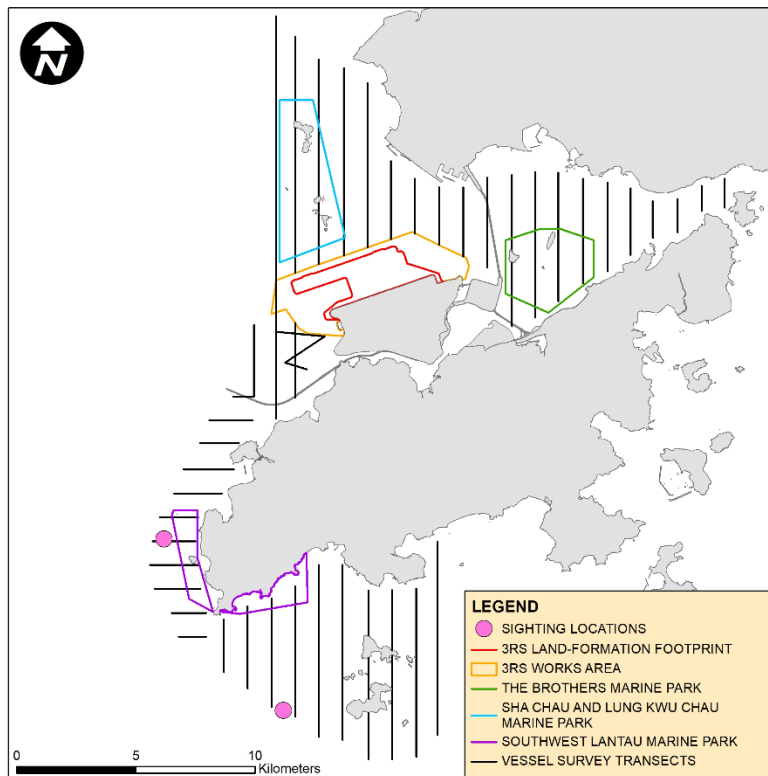 N
LEGEND
SIGHTING LOCATIONS
3RS LAND-FORMATION FOOTPRINT
3RS WORKS AREA
THE BROTHERS MARINE PARK
SHA CHAU AND LUNG KWU CHAU
MARINE PARK
SOUTHWEST LANTAU MARINE PARK
VESSEL SURVEY TRANSECTS
0 5 10
Kilometers